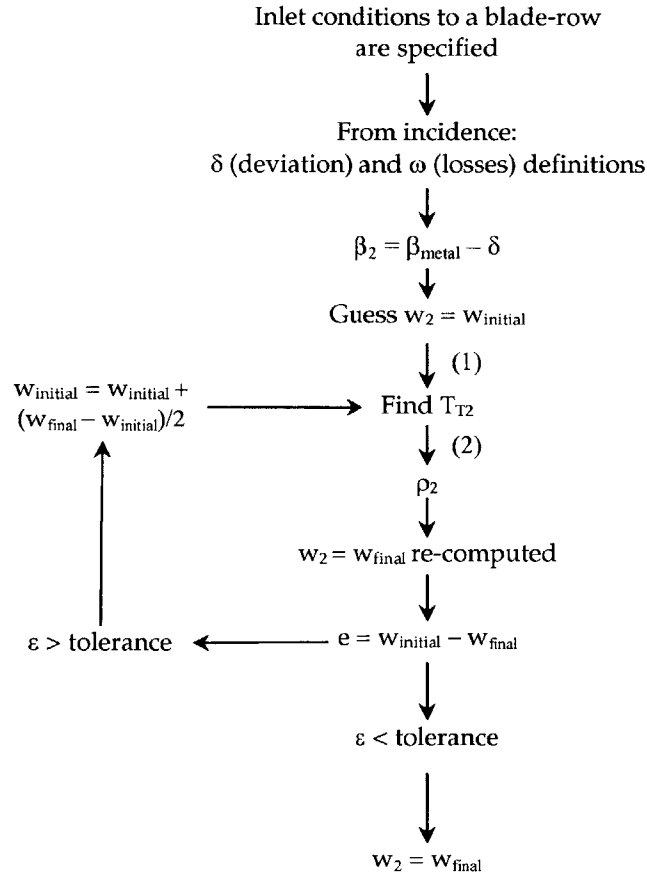 Inlet conditions to a blade-row
are specified
From incidence:
δ (deviation) and ω (losses) definitions
β₂ = βmetal – δ
Guess w₂ = winitial
(1)
winitial = winitial +
(wfinal – winitial)/2
Find TT2
(2)
ρ₂
w₂ = wfinal re-computed
ε > tolerance
e = winitial – wfinal
ε < tolerance
w₂ = wfinal